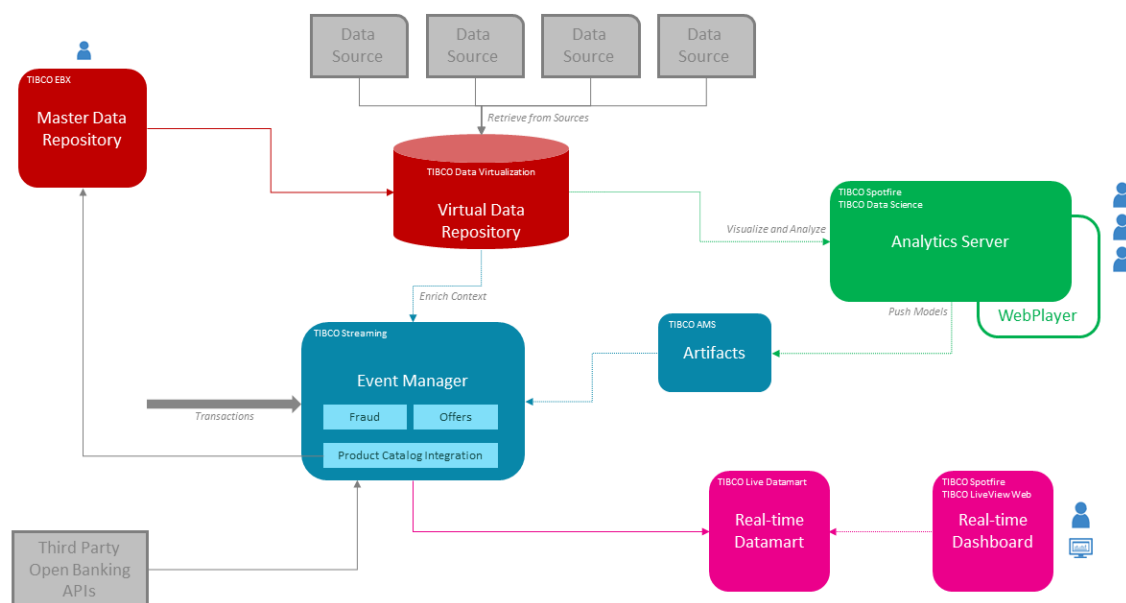 Data
Source
Data
Source
Data
Source
Data
Source
TIBCO EBX
Master Data
Repository
Retrieve from Sources
TIBCO Data Virtualization
Virtual Data
Repository
TIBCO Spotfire
TIBCO Data Science
Analytics Server
Visualize and Analyze
WebPlayer
Enrich Context
Push Models
TIBCO AMS
Artifacts
TIBCO Streaming
Event Manager
Fraud
Offers
Product Catalog Integration
Transactions
TIBCO Live Datamart
Real-time
Datamart
TIBCO Spotfire
TIBCO LiveView Web
Real-time
Dashboard
Third Party
Open Banking
APIs